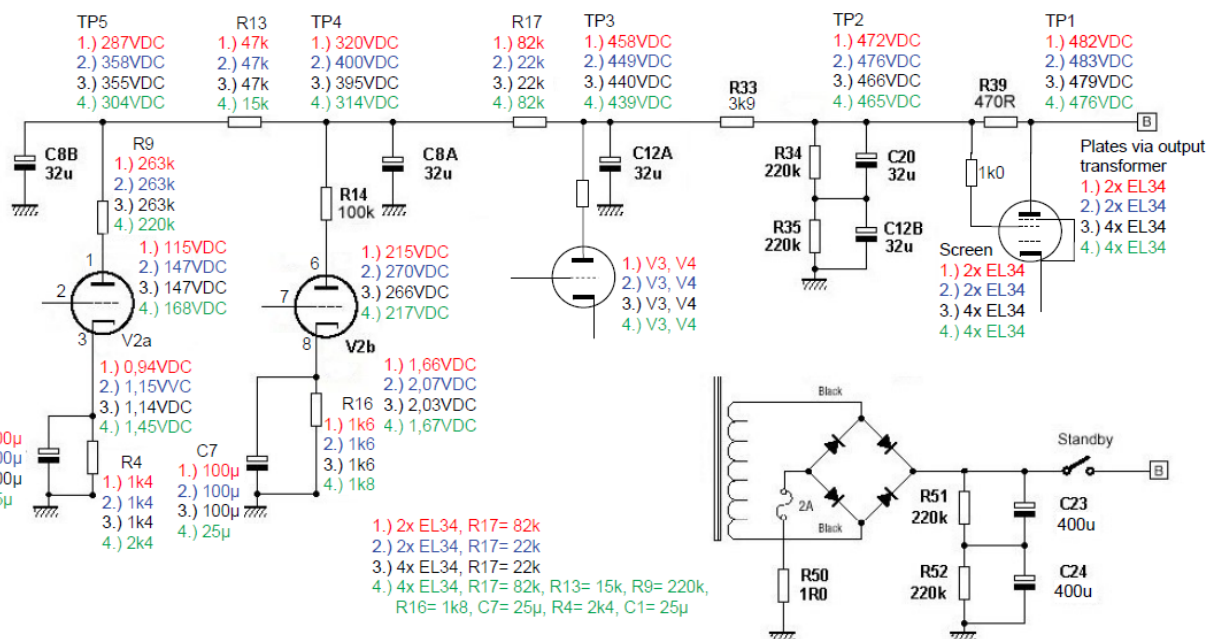 TP5
1.) 287VDC
2.) 358VDC
3.) 355VDC
4.) 304VDC
R13
1.) 47k
2.) 47k
3.) 47k
4.) 15k
TP4
1.) 320VDC
2.) 400VDC
3.) 395VDC
4.) 314VDC
R17
1.) 82k
2.) 22k
3.) 22k
4.) 82k
TP3
1.) 458VDC
2.) 449VDC
3.) 440VDC
4.) 439VDC
R33
3k9
TP2
1.) 472VDC
2.) 476VDC
3.) 466VDC
4.) 465VDC
R39
470R
TP1
1.) 482VDC
2.) 483VDC
3.) 479VDC
4.) 476VDC
B
C8B
32u
R9
1.) 263k
2.) 263k
3.) 263k
4.) 220k
R14
100k
C8A
32u
C12A
32u
R34
220k
C20
32u
R35
220k
C12B
32u
1k0
Plates via output
transformer
1.) 2x EL34
2.) 2x EL34
3.) 4x EL34
4.) 4x EL34
Screen
1.) 2x EL34
2.) 2x EL34
3.) 4x EL34
4.) 4x EL34
1
2
3
V2a
1.) 115VDC
2.) 147VDC
3.) 147VDC
4.) 168VDC
6
7
8
V2b
1.) 215VDC
2.) 270VDC
3.) 266VDC
4.) 217VDC
1.) V3, V4
2.) V3, V4
3.) V3, V4
4.) V3, V4
1.) 0,94VDC
2.) 1,15VVC
3.) 1,14VDC
4.) 1,45VDC
1.) 1,66VDC
2.) 2,07VDC
3.) 2,03VDC
4.) 1,67VDC
R4
1.) 1k4
2.) 1k4
3.) 1k4
4.) 2k4
C7
1.) 100µ
2.) 100µ
3.) 100µ
4.) 25µ
R16
1.) 1k6
2.) 1k6
3.) 1k6
4.) 1k8
1.) 2x EL34, R17= 82k
2.) 2x EL34, R17= 22k
3.) 4x EL34, R17= 22k
4.) 4x EL34, R17= 82k, R13= 15k, R9= 220k,
R16= 1k8, C7= 25µ, R4= 2k4, C1= 25µ
Black
Black
2A
R50
1R0
R51
220k
R52
220k
C23
400u
C24
400u
Standby
B